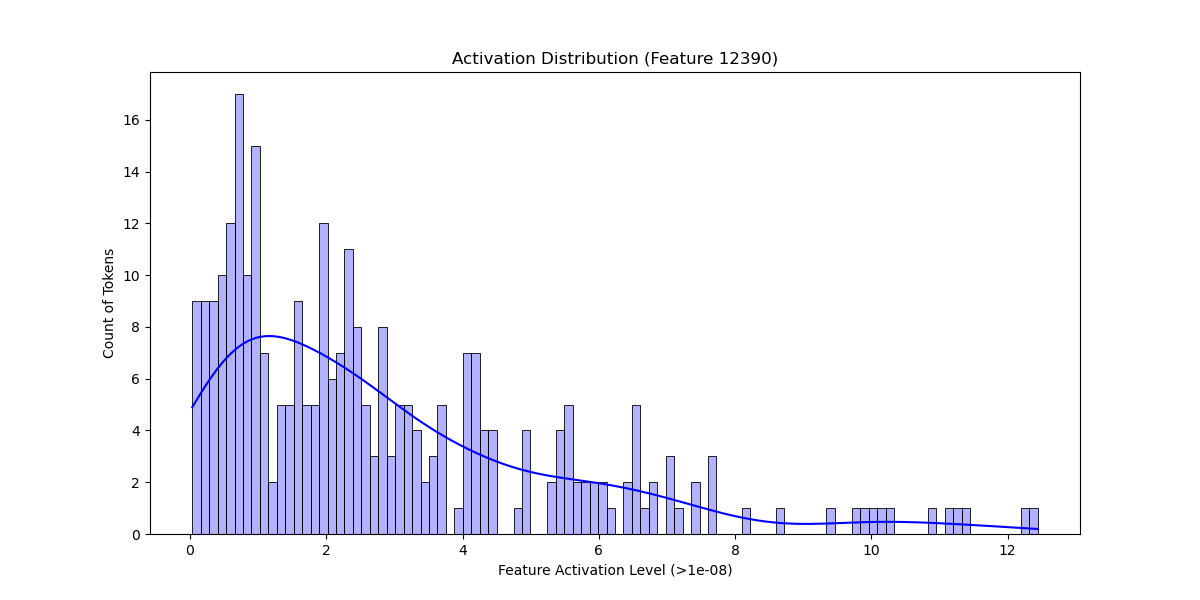 Activation Distribution (Feature 12390)
16
14
12
10
8
6
4
2
0
Count of Tokens
0 2 4 6 8 10 12
Feature Activation Level (>1e-08)